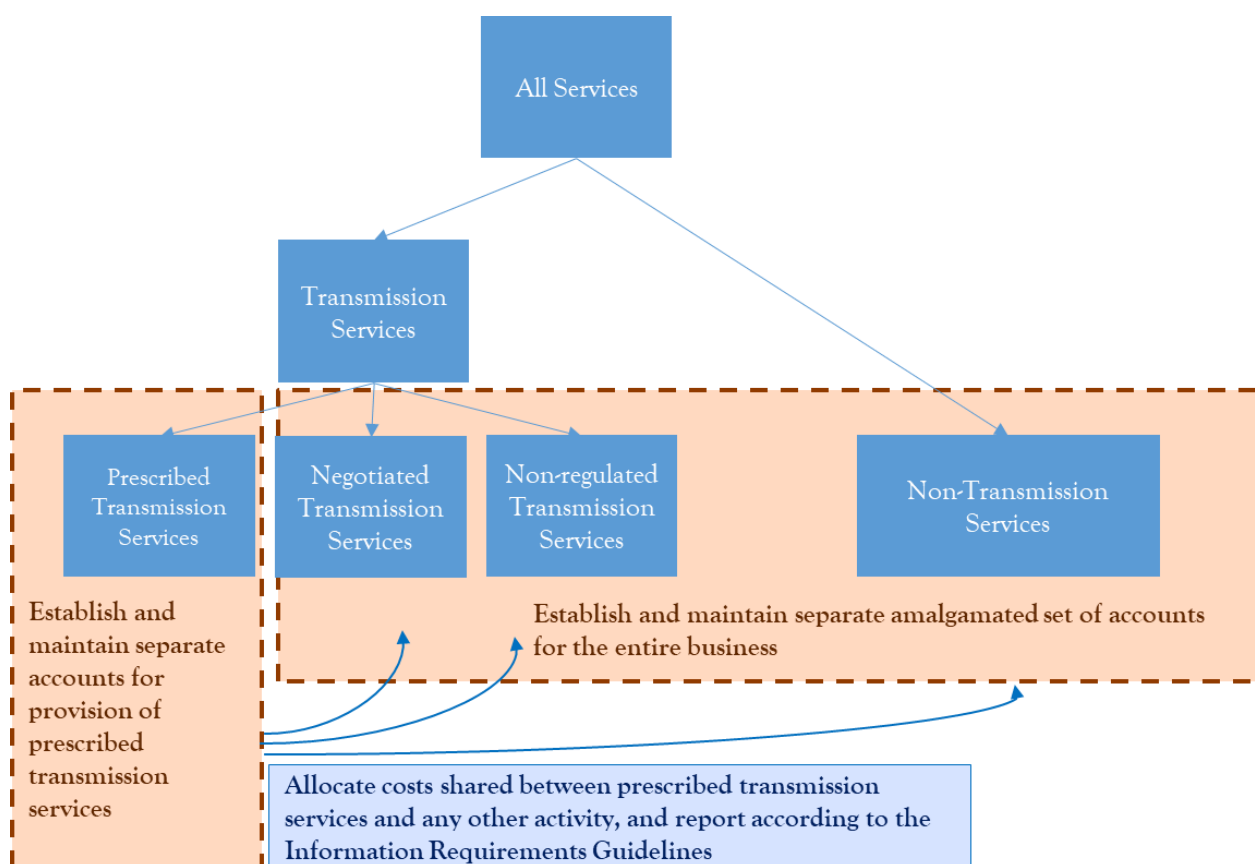 All Services
Transmission
Services
Prescribed
Transmission
Services
Negotiated
Transmission
Services
Non-regulated
Transmission
Services
Non-Transmission
Services
Establish and
maintain separate
accounts for
provision of
prescribed
transmission
services
Establish and maintain separate amalgamated set of accounts
for the entire business
Allocate costs shared between prescribed transmission
services and any other activity, and report according to the
Information Requirements Guidelines